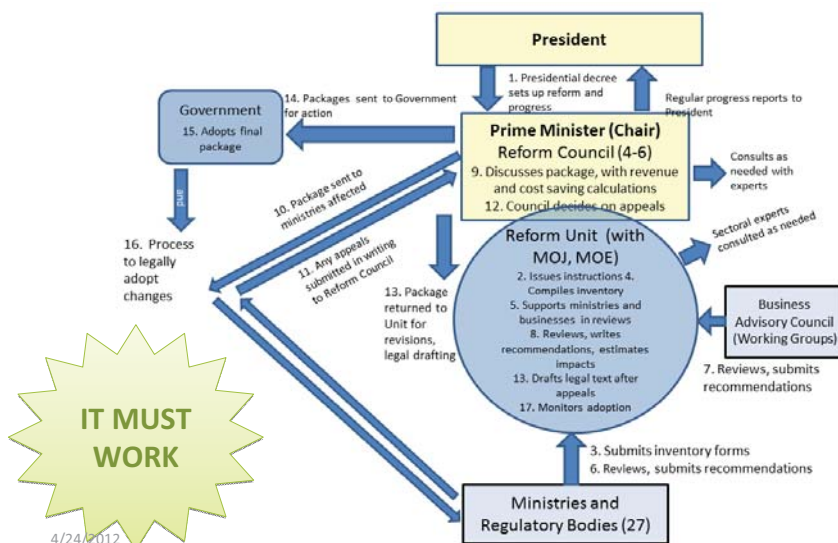 President
1. Presidential decree
sets up reform and
progress
Regular progress reports to
President
Government
15. Adopts final
package
14. Packages sent to Government
for action
Prime Minister (Chair)
Reform Council (4-6)
9. Discusses package, with revenue
and cost saving calculations
12. Council decides on appeals
Consults as
needed with
experts
and
10. Package sent to
ministries affected
11. Any appeals
submitted in writing
to Reform Council
16. Process
to legally
adopt
changes
13. Package
returned to
Unit for
revisions,
legal drafting
Reform Unit (with
MOJ, MOE)
2. Issues instructions 4.
Compiles inventory
5. Supports ministries and
businesses in reviews
8. Reviews, writes
recommendations, estimates
impacts
13. Drafts legal text after
appeals
17. Monitors adoption
Sectoral experts
consulted as needed
Business
Advisory Council
(Working Groups)
7. Reviews, submits
recommendations
IT MUST
WORK
3. Submits inventory forms
6. Reviews, submits recommendations
Ministries and
Regulatory Bodies (27)
4/24/2012